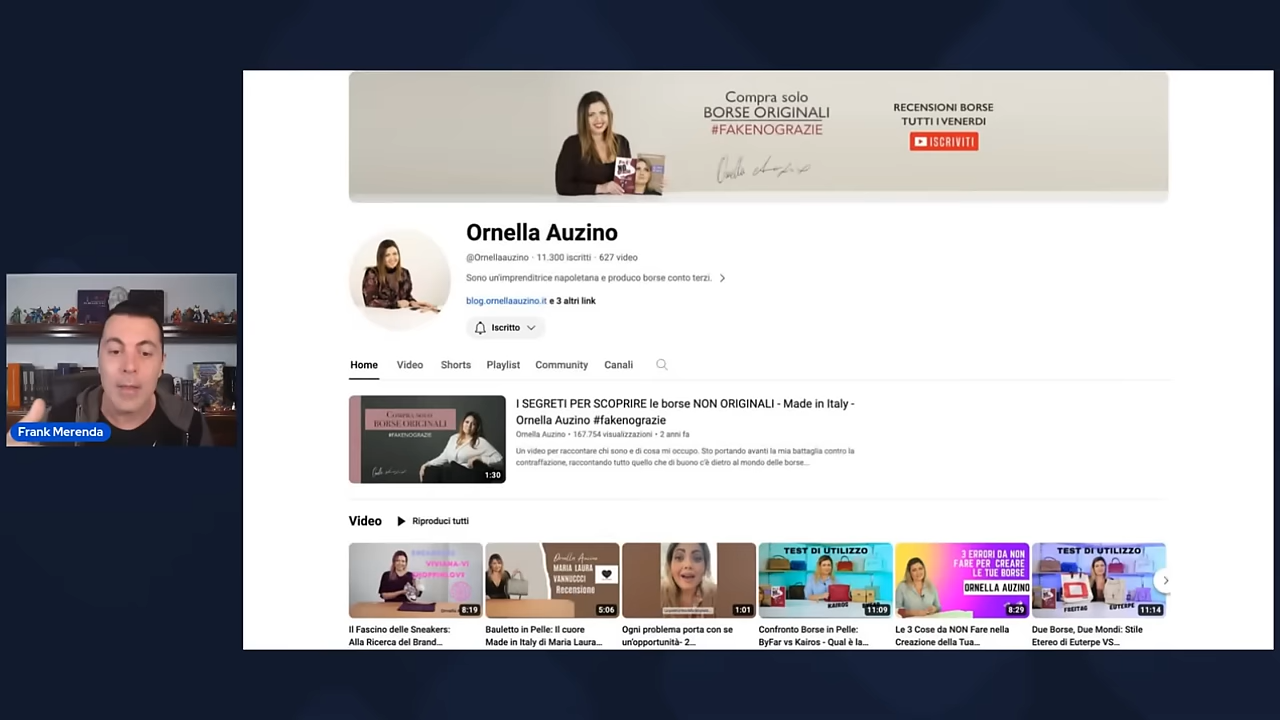 Compra solo
BORSE ORIGINALI
#FAKENOGRAZIE
RECENSIONI BORSE
TUTTI I VENERDI
ISCRIVITI
Ornella Auzino
@Ornellaauzino · 11.300 iscritti · 627 video
Sono un'imprenditrice napoletana e produco borse conto terzi.
blog.ornellaauzino.it e 3 altri link
Iscritto
Home Video Shorts Playlist Community Canali
COMPRA SOLO
BORSE ORIGINALI
#FAKENOGRAZIE
1:30
I SEGRETI PER SCOPRIRE le borse NON ORIGINALI - Made in Italy -
Ornella Auzino #fakenograzie
Ornella Auzino • 167.754 visualizzazioni • 2 anni fa
Un video per raccontare chi sono e di cosa mi occupo. Sto portando avanti la mia battaglia contro la
contraffazione, raccontando tutto quello che di buono c'è dietro al mondo delle borse...
Frank Merenda
Video Riproduci tutti
VIVIANA-VI
SHOPPINLOVE
8:19
Ornella Auzino
MARIA LAURA
VANNUCCCI
Recensione
5:06
1:01
TEST DI UTILIZZO
KAIROS
11:09
3 ERRORI DA NON
FARE PER CREARE
LE TUE BORSE
ORNELLA AUZINO
8:29
TEST DI UTILIZZO
FREITAG
EUTERPE
11:14
Il Fascino delle Sneakers:
Alla Ricerca del Brand...
Bauletto in Pelle: Il cuore
Made in Italy di Maria Laura...
Ogni problema porta con se
un'opportunità- 2...
Confronto Borse in Pelle:
ByFar vs Kairos - Qual è la...
Le 3 Cose da NON Fare nella
Creazione della Tua...
Due Borse, Due Mondi: Stile
Etereo di Euterpe VS...